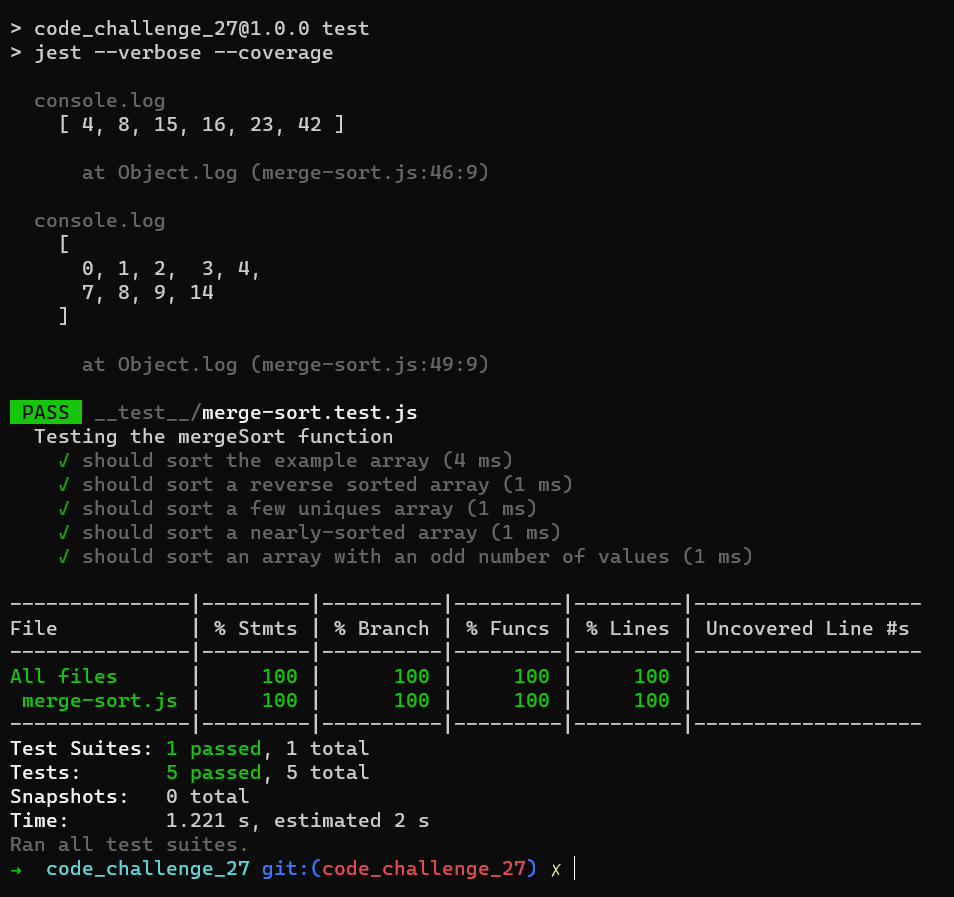 > code_challenge_27@1.0.0 test
> jest --verbose --coverage
console.log
[ 4, 8, 15, 16, 23, 42 ]
at Object.log (merge-sort.js:46:9)
console.log
[
0, 1, 2,  3, 4,
7, 8, 9, 14
]
at Object.log (merge-sort.js:49:9)
PASS __test__/merge-sort.test.js
Testing the mergeSort function
√ should sort the example array (4 ms)
√ should sort a reverse sorted array (1 ms)
√ should sort a few uniques array (1 ms)
√ should sort a nearly-sorted array (1 ms)
√ should sort an array with an odd number of values (1 ms)
---------------|---------|----------|---------|---------|-------------------
File           | % Stmts | % Branch | % Funcs | % Lines | Uncovered Line #s
---------------|---------|----------|---------|---------|-------------------
All files      |     100 |      100 |     100 |     100 |
merge-sort.js |     100 |      100 |     100 |     100 |
---------------|---------|----------|---------|---------|-------------------
Test Suites: 1 passed, 1 total
Tests:       5 passed, 5 total
Snapshots:   0 total
Time:        1.221 s, estimated 2 s
Ran all test suites.
→  code_challenge_27 git:(code_challenge_27) ✗